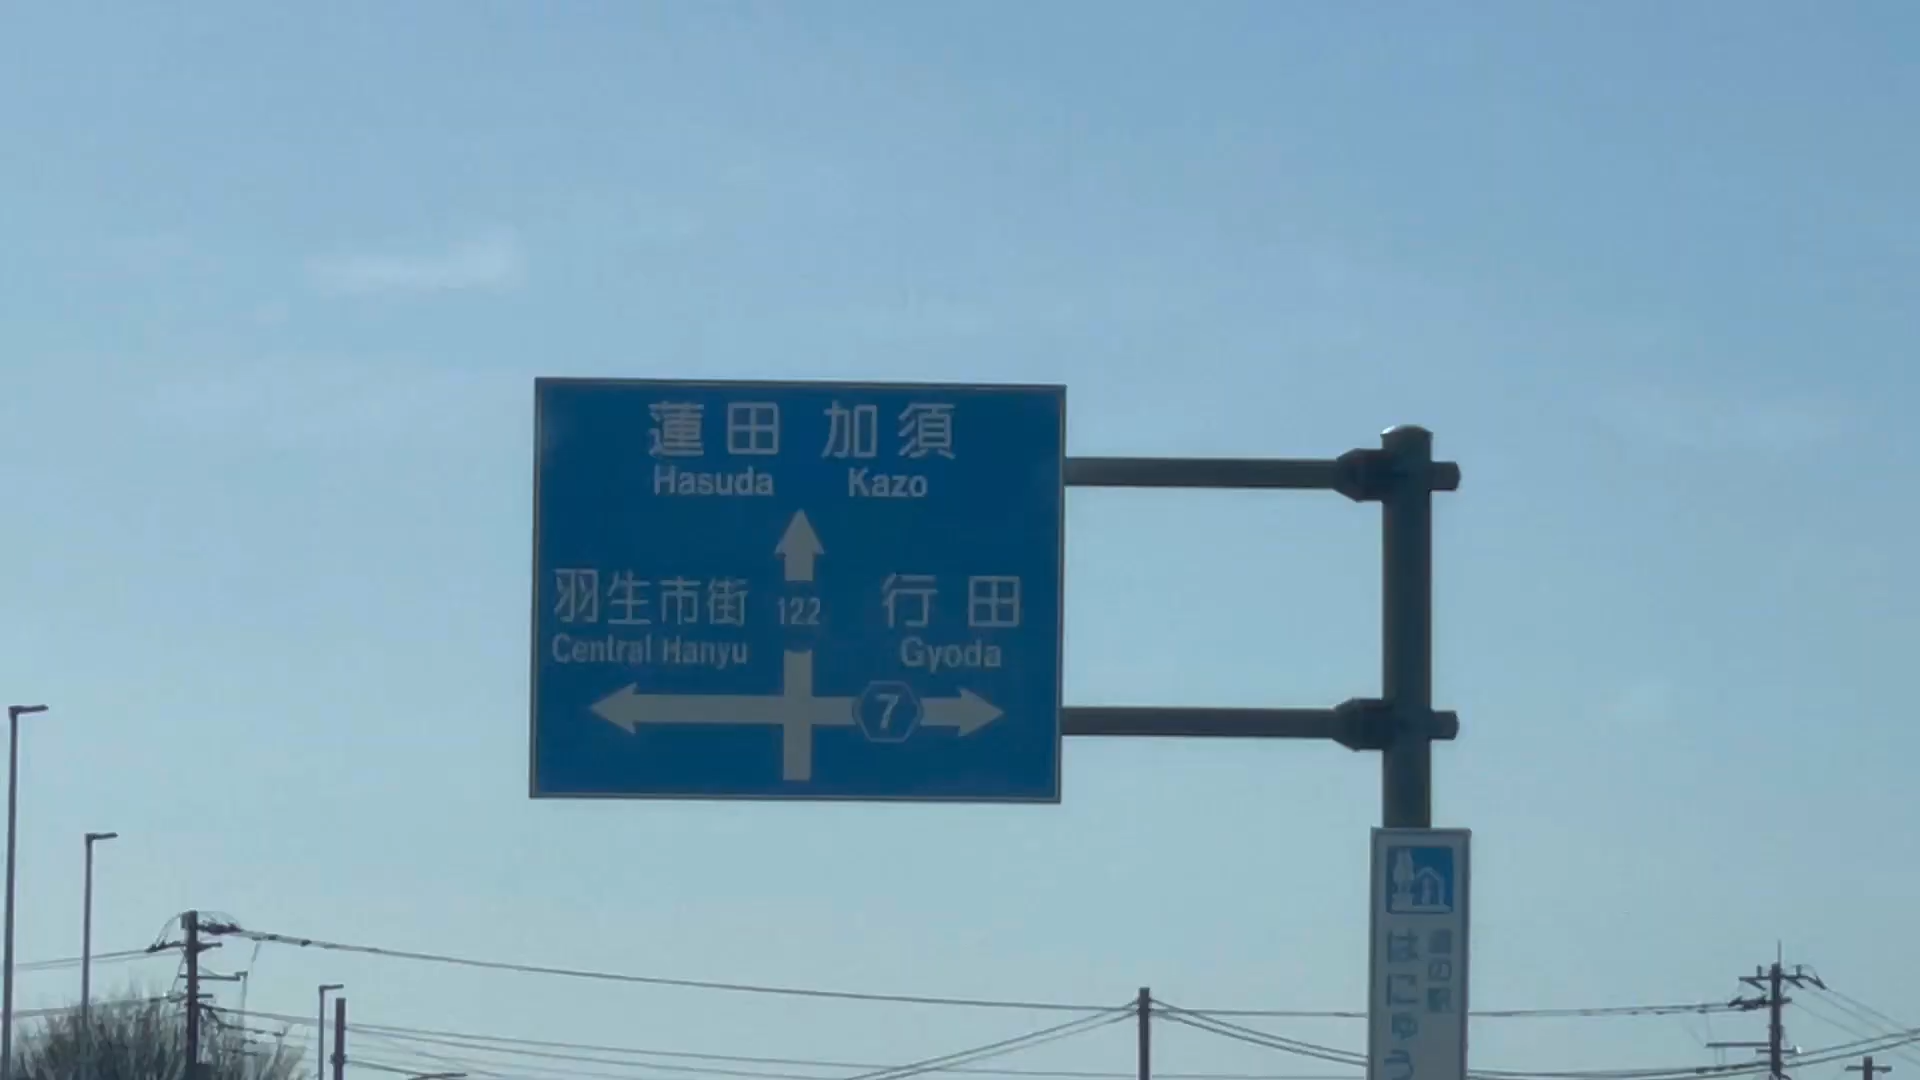 蓮田 加須
Hasuda Kazo
羽生市街 122 行田
Central Hanyu Gyoda
7
道の駅
はにゅう